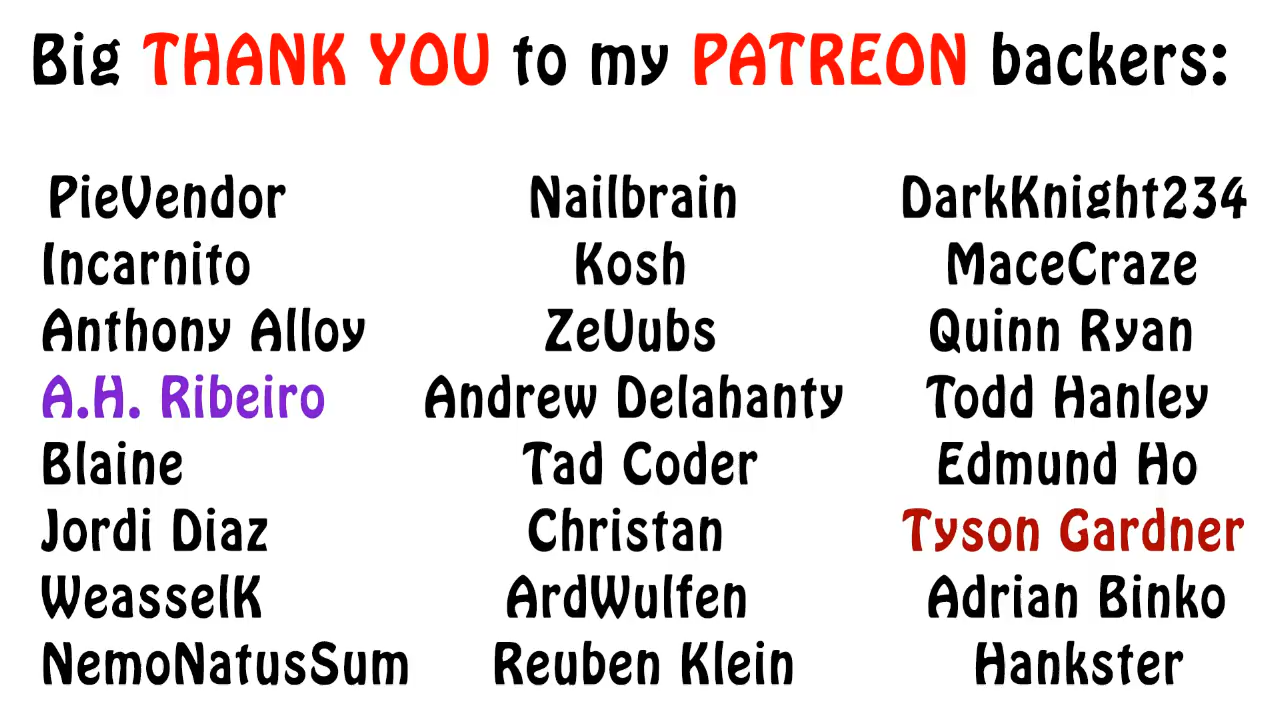 Big THANK YOU to my PATREON backers:
PieVendor Nailbrain DarkKnight234
Incarnito Kosh MaceCraze
Anthony Alloy ZeUubs Quinn Ryan
A.H. Ribeiro Andrew Delahanty Todd Hanley
Blaine Tad Coder Edmund Ho
Jordi Diaz Christan Tyson Gardner
WeasselK ArdWulfen Adrian Binko
NemoNatusSum Reuben Klein Hankster